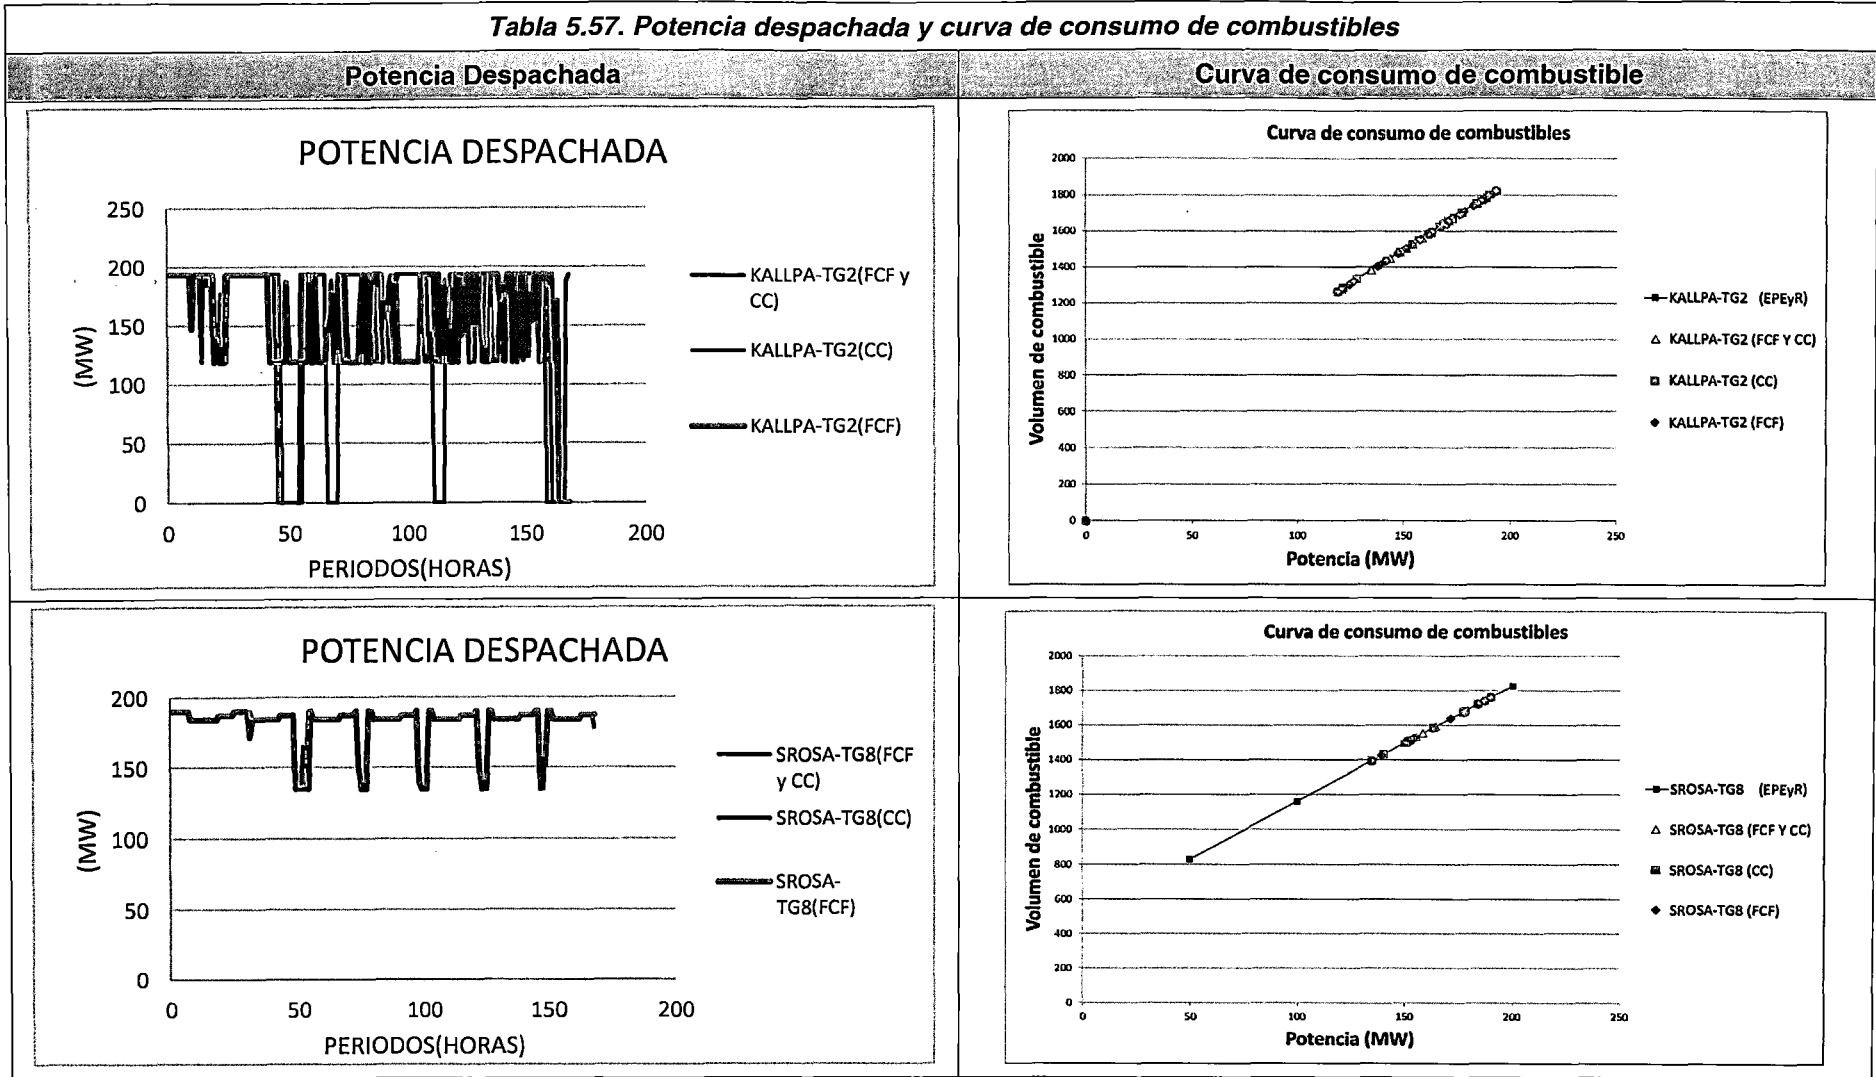 Tabla 5.57. Potencia despachada y curva de consumo de combustibles
Potencia Despachada
Curva de consumo de combustible
POTENCIA DESPACHADA
250
200
150
100
50
0
(MW)
0 50 100 150 200
PERIODOS(HORAS)
KALLPA-TG2(FCF y
CC)
KALLPA-TG2(CC)
KALLPA-TG2(FCF)
Curva de consumo de combustibles
2000
1800
1600
1400
1200
1000
800
600
400
200
0
Volumen de combustible
0 50 100 150 200 250
Potencia (MW)
KALLPA-TG2 (EPEyR)
KALLPA-TG2 (FCF Y CC)
KALLPA-TG2 (CC)
KALLPA-TG2 (FCF)
POTENCIA DESPACHADA
200
150
100
50
0
(MW)
0 50 100 150 200
PERIODOS(HORAS)
SROSA-TG8(FCF
y CC)
SROSA-TG8(CC)
SROSA-
TG8(FCF)
Curva de consumo de combustibles
2000
1800
1600
1400
1200
1000
800
600
400
200
0
Volumen de combustible
0 50 100 150 200 250
Potencia (MW)
SROSA-TG8 (EPEyR)
SROSA-TG8 (FCF Y CC)
SROSA-TG8 (CC)
SROSA-TG8 (FCF)